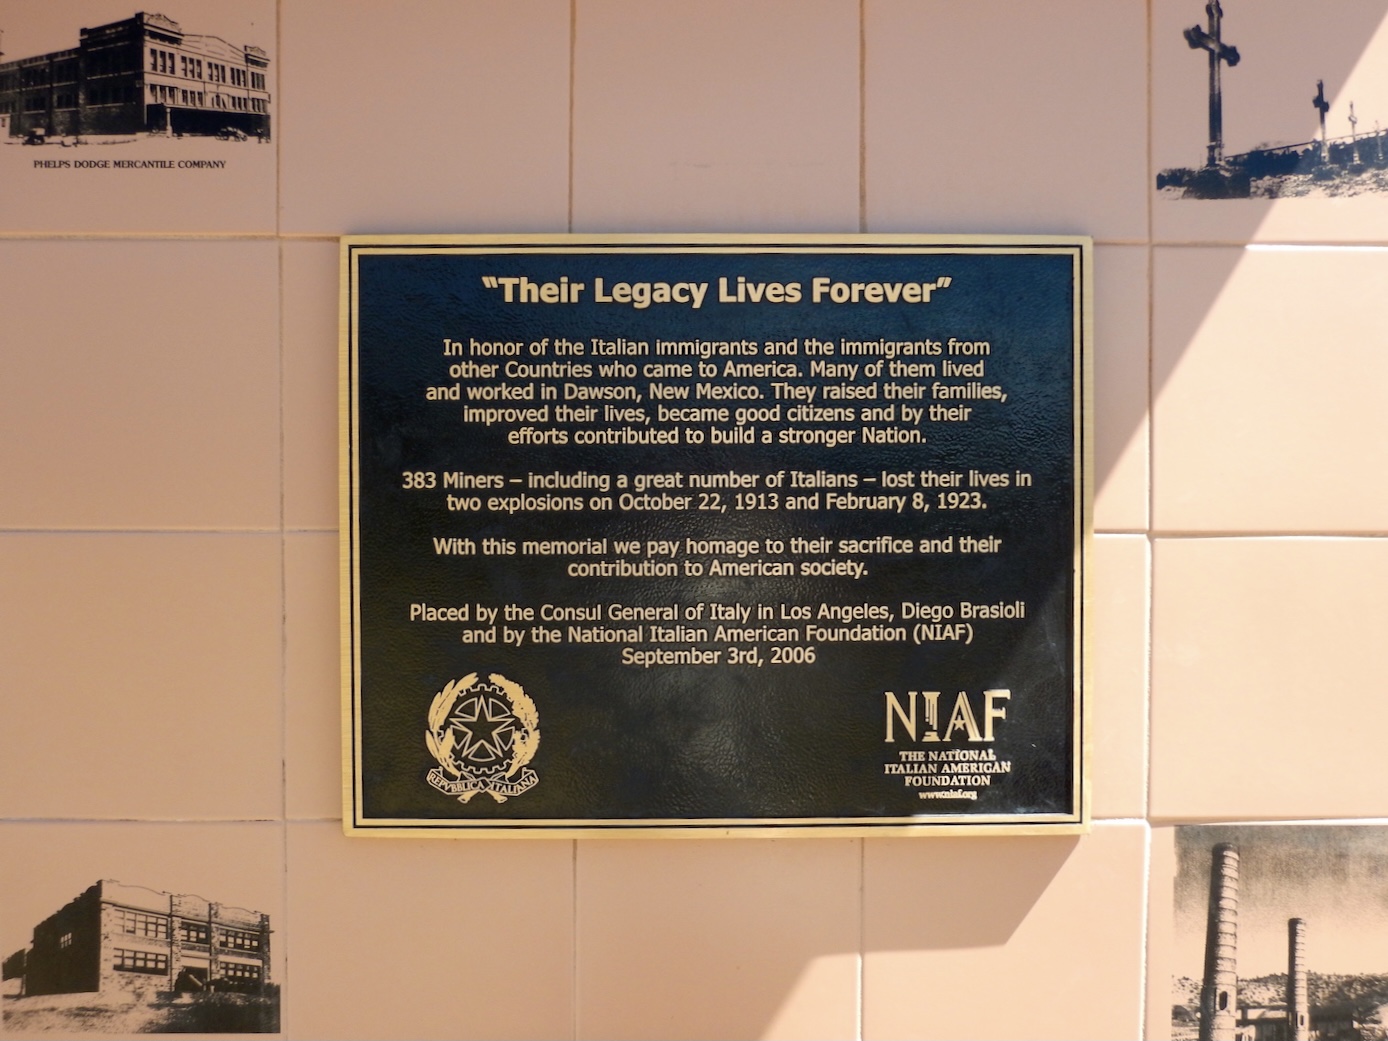 PHELPS DODGE MERCANTILE COMPANY
“Their Legacy Lives Forever”
In honor of the Italian immigrants and the immigrants from
other Countries who came to America. Many of them lived
and worked in Dawson, New Mexico. They raised their families,
improved their lives, became good citizens and by their
efforts contributed to build a stronger Nation.
383 Miners – including a great number of Italians – lost their lives in
two explosions on October 22, 1913 and February 8, 1923.
With this memorial we pay homage to their sacrifice and their
contribution to American society.
Placed by the Consul General of Italy in Los Angeles, Diego Brasioli
and by the National Italian American Foundation (NIAF)
September 3rd, 2006
REPVBBLICA ITALIANA
NIAF
THE NATIONAL
ITALIAN AMERICAN
FOUNDATION
www.niaf.org